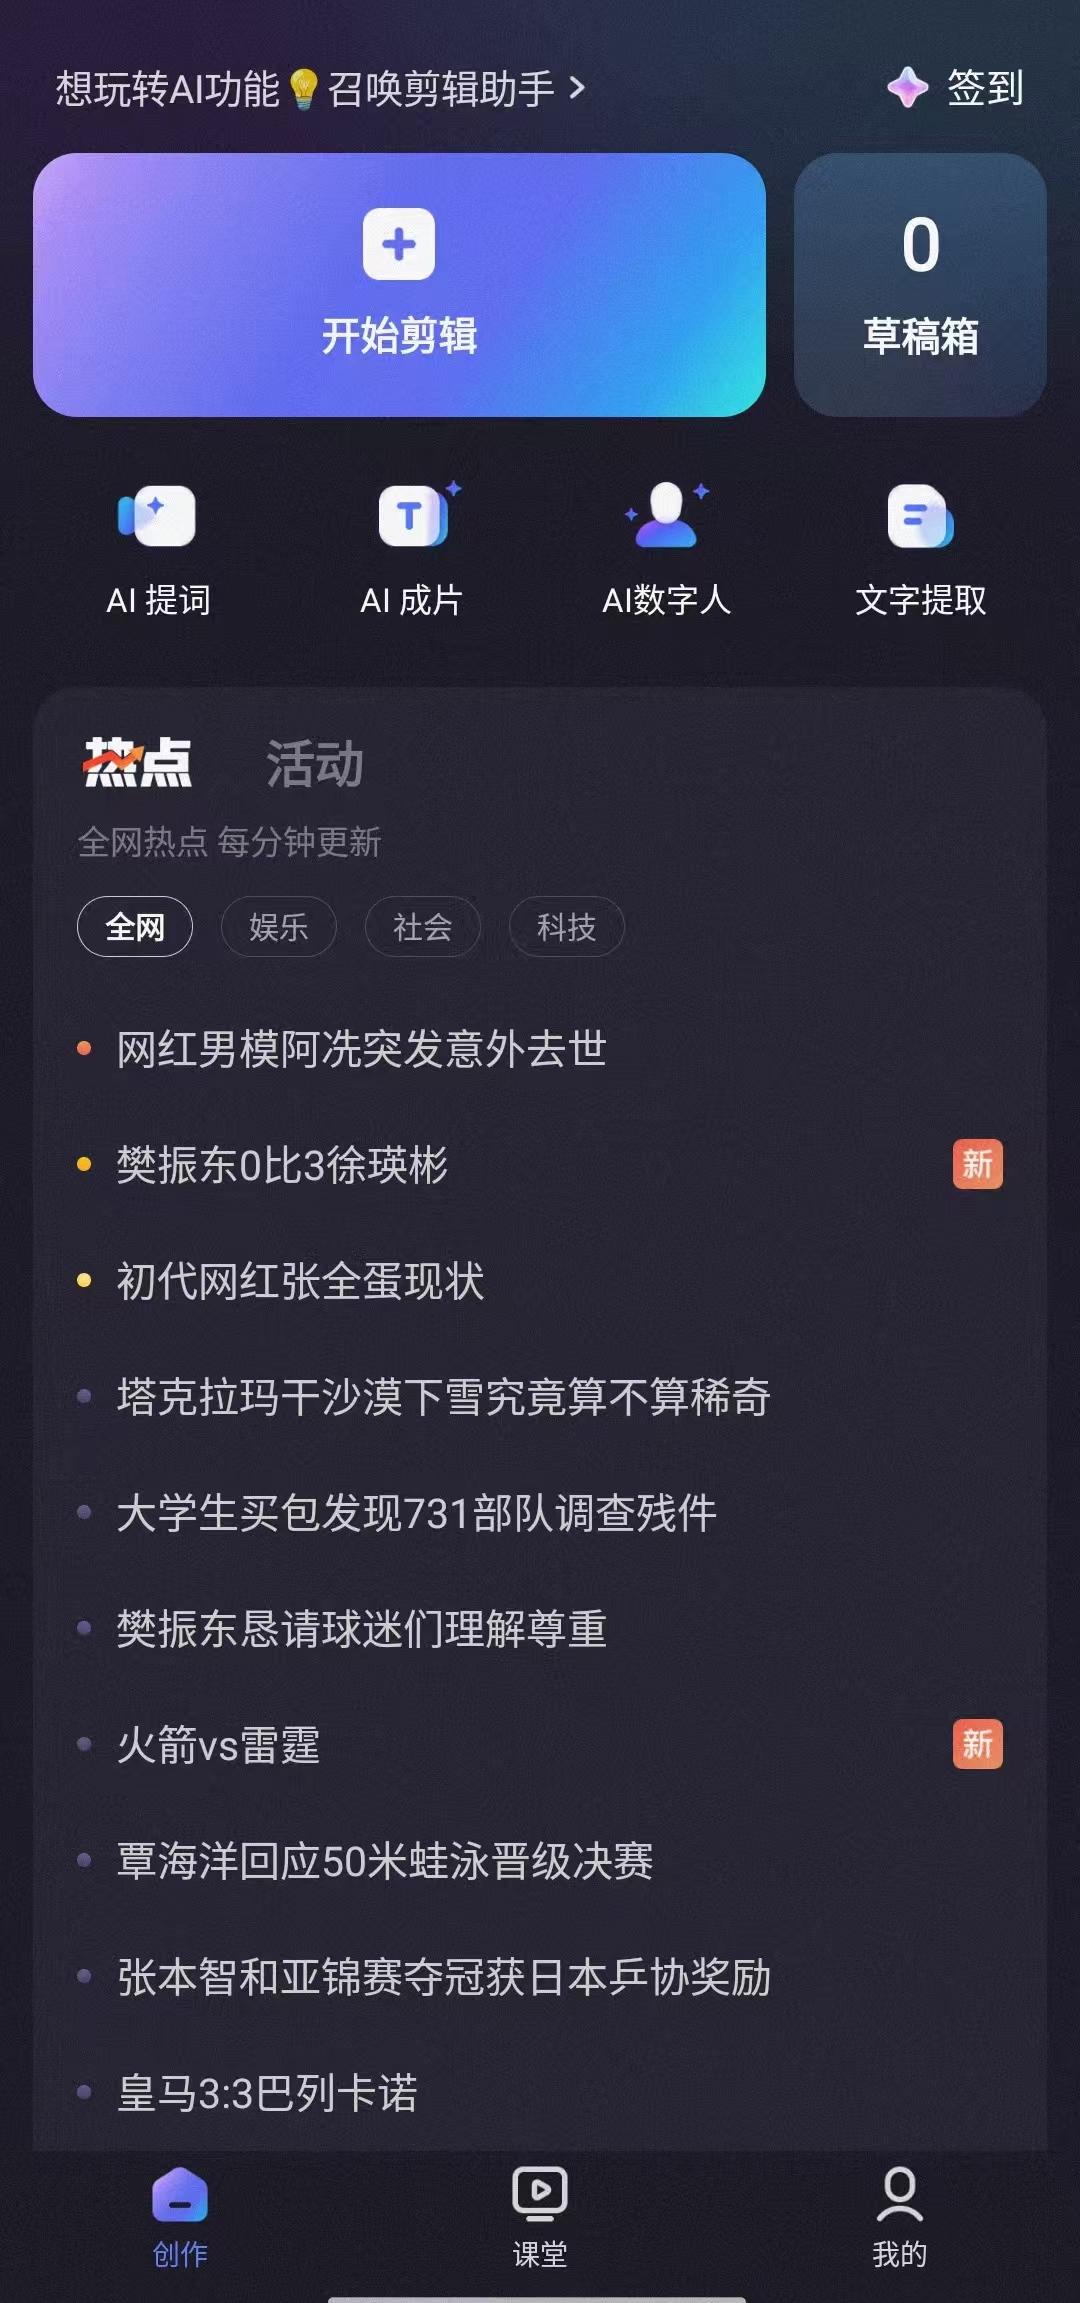 想玩转AI功能💡召唤剪辑助手 >
签到
开始剪辑
0
草稿箱
AI 提词
AI 成片
AI数字人
文字提取
热点
活动
全网热点 每分钟更新
全网
娱乐
社会
科技
网红男模阿冼突发意外去世
樊振东0比3徐瑛彬
新
初代网红张全蛋现状
塔克拉玛干沙漠下雪究竟算不算稀奇
大学生买包发现731部队调查残件
樊振东恳请球迷们理解尊重
火箭vs雷霆
新
覃海洋回应50米蛙泳晋级决赛
张本智和亚锦赛夺冠获日本乒协奖励
皇马3:3巴列卡诺
创作
课堂
我的